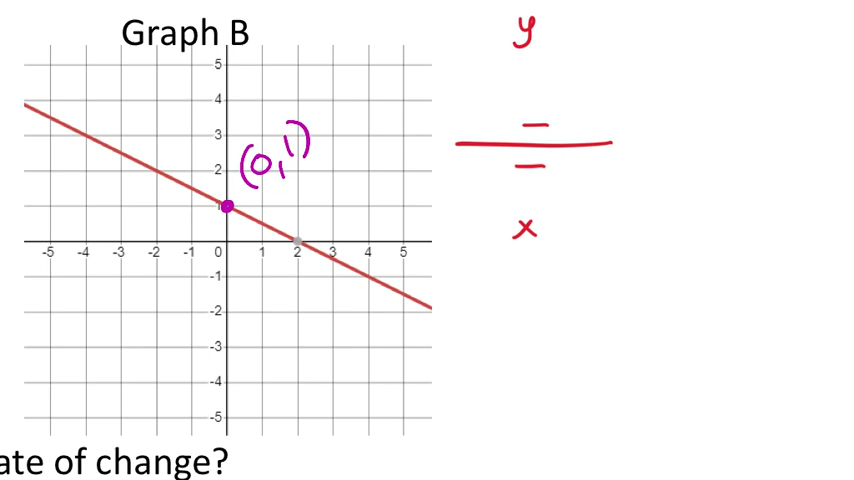 Graph B
y
5
4
3
(0,1)
2
1
-5 -4 -3 -2 -1 0 1 2 3 4 5
-1
-2
-3
-4
-5
–
–
x
ate of change?